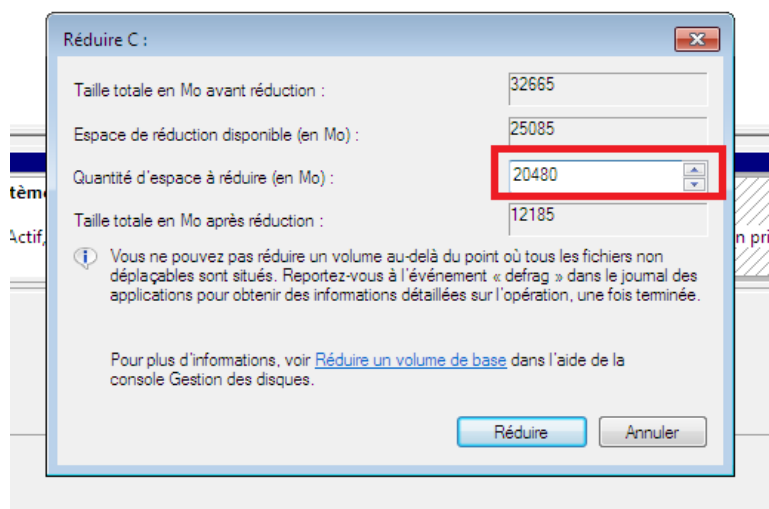 Réduire C :
Taille totale en Mo avant réduction :
32665
Espace de réduction disponible (en Mo) :
25085
Quantité d'espace à réduire (en Mo) :
20480
Taille totale en Mo après réduction :
12185
Vous ne pouvez pas réduire un volume au-delà du point où tous les fichiers non
déplaçables sont situés. Reportez-vous à l'événement « defrag » dans le journal des
applications pour obtenir des informations détaillées sur l'opération, une fois terminée.
Pour plus d'informations, voir Réduire un volume de base dans l'aide de la
console Gestion des disques.
Réduire
Annuler
tème
Actif,
n pri